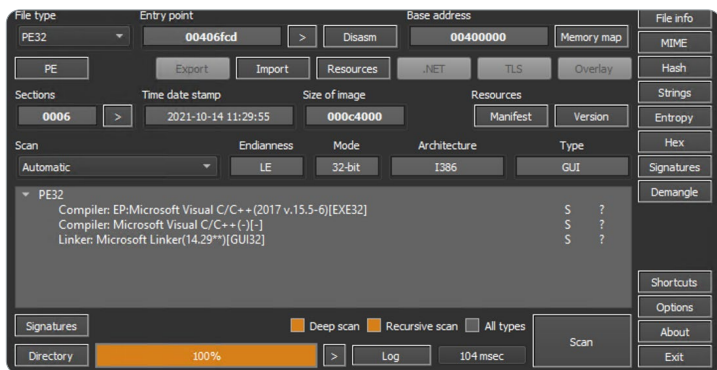 File type Entry point Base address File info
PE32 00406fcd > Disasm 00400000 Memory map MIME
PE Export Import Resources .NET TLS Overlay Hash
Sections Time date stamp Size of image Resources Strings
0006 > 2021-10-14 11:29:55 000c4000 Manifest Version Entropy
Scan Endianness Mode Architecture Type Hex
Automatic LE 32-bit I386 GUI Signatures
PE32 Demangle
Compiler: EP:Microsoft Visual C/C++(2017 v.15.5-6)[EXE32] S ?
Compiler: Microsoft Visual C/C++(-)[-] S ?
Linker: Microsoft Linker(14.29**)[GUI32] S ?
Shortcuts
Options
Signatures Deep scan Recursive scan All types Scan About
Directory 100% > Log 104 msec Exit